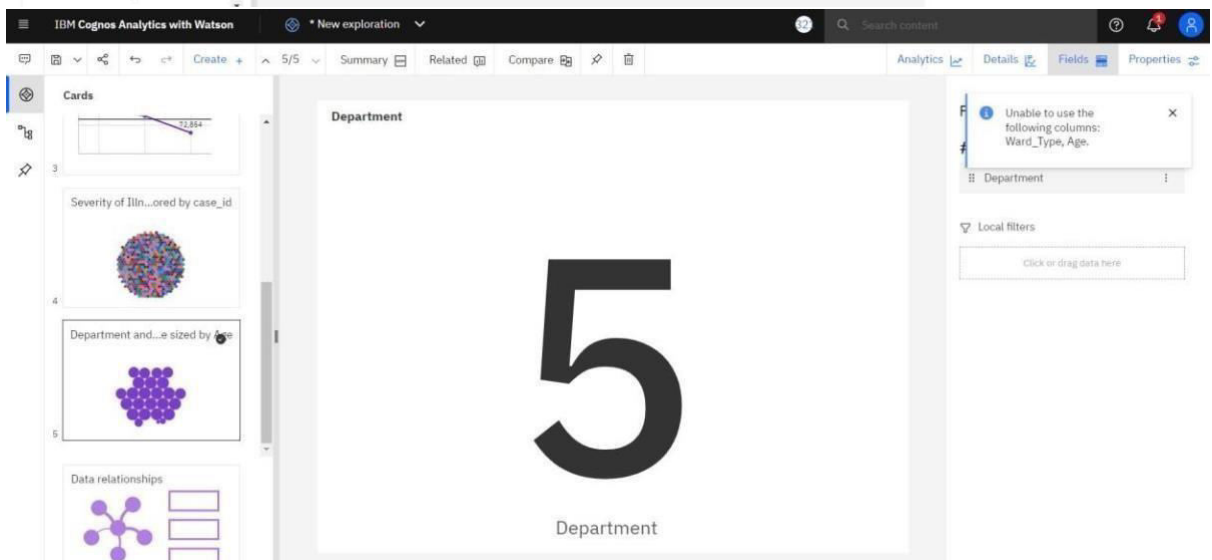 IBM Cognos Analytics with Watson
* New exploration
32
Search content
1
Create +
5/5
Summary
Related
Compare
Analytics
Details
Fields
Properties
Cards
72,864
3
Severity of Illn...ored by case_id
4
Department and...e sized by Age
5
Data relationships
Department
5
Department
F
Unable to use the
following columns:
Ward_Type, Age.
#
Department
Local filters
Click or drag data here